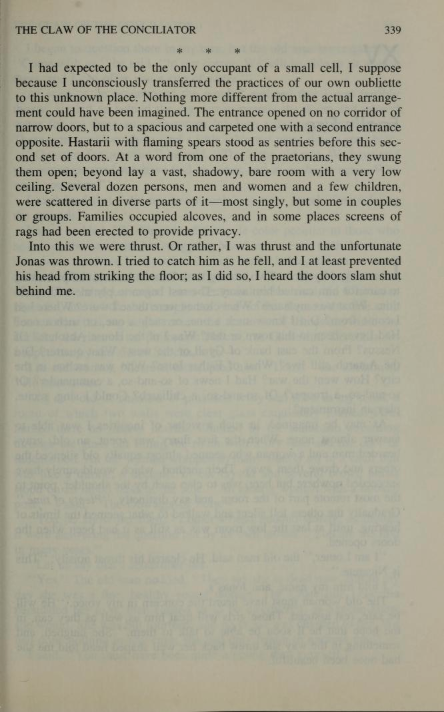 THE CLAW OF THE CONCILIATOR 339
* * *
I had expected to be the only occupant of a small cell, I suppose
because I unconsciously transferred the practices of our own oubliette
to this unknown place. Nothing more different from the actual arrange-
ment could have been imagined. The entrance opened on no corridor of
narrow doors, but to a spacious and carpeted one with a second entrance
opposite. Hastarii with flaming spears stood as sentries before this sec-
ond set of doors. At a word from one of the praetorians, they swung
them open; beyond lay a vast, shadowy, bare room with a very low
ceiling. Several dozen persons, men and women and a few children,
were scattered in diverse parts of it—most singly, but some in couples
or groups. Families occupied alcoves, and in some places screens of
rags had been erected to provide privacy.
Into this we were thrust. Or rather, I was thrust and the unfortunate
Jonas was thrown. I tried to catch him as he fell, and I at least prevented
his head from striking the floor; as I did so, I heard the doors slam shut
behind me.